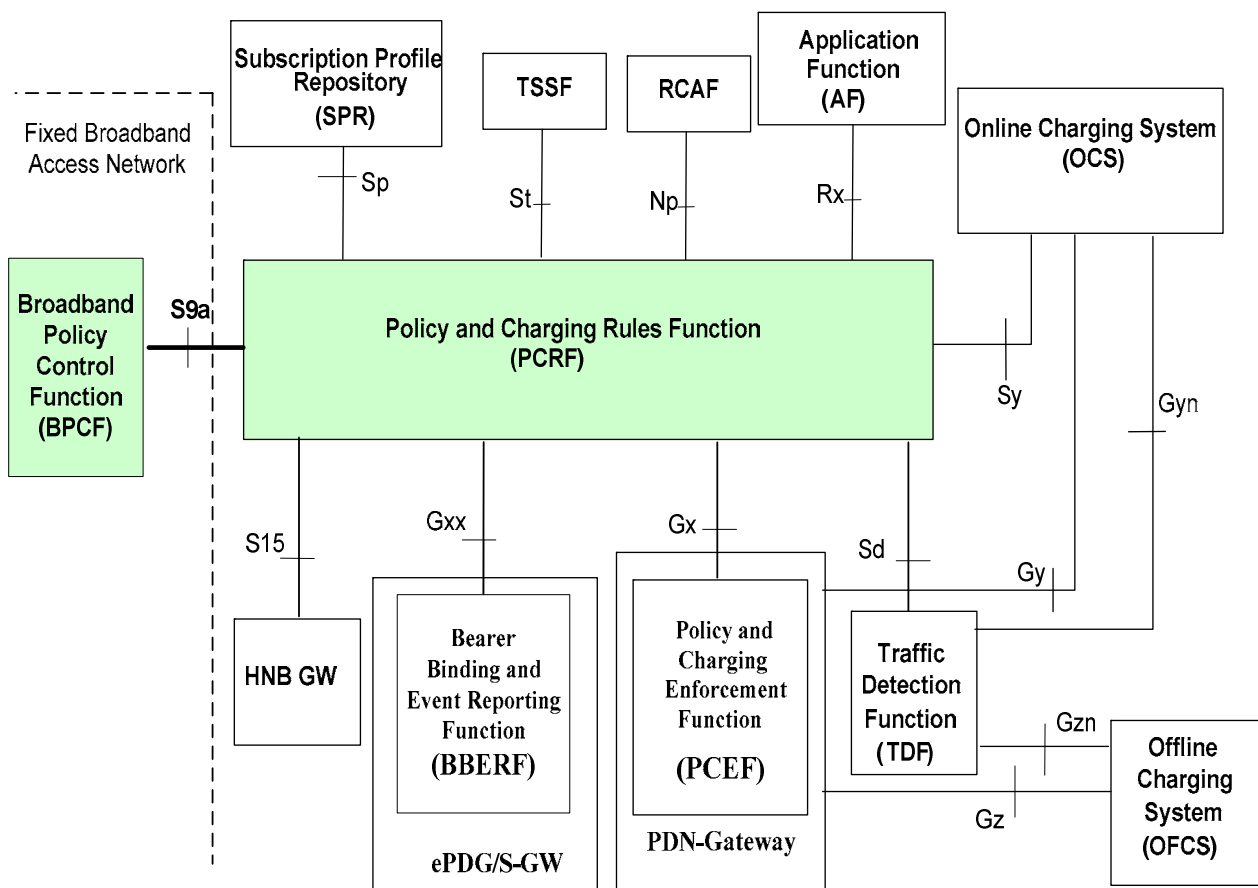 Subscription Profile
Repository
(SPR)
TSSF
RCAF
Application
Function
(AF)
Online Charging System
(OCS)
Fixed Broadband
Access Network
Sp
St
Np
Rx
Broadband
Policy
Control
Function
(BPCF)
S9a
Policy and Charging Rules Function
(PCRF)
Sy
Gyn
S15
Gxx
Gx
Sd
Gy
HNB GW
Bearer
Binding and
Event Reporting
Function
(BBERF)
ePDG/S-GW
Policy and
Charging
Enforcement
Function
(PCEF)
PDN-Gateway
Traffic
Detection
Function
(TDF)
Gzn
Gz
Offline
Charging
System
(OFCS)